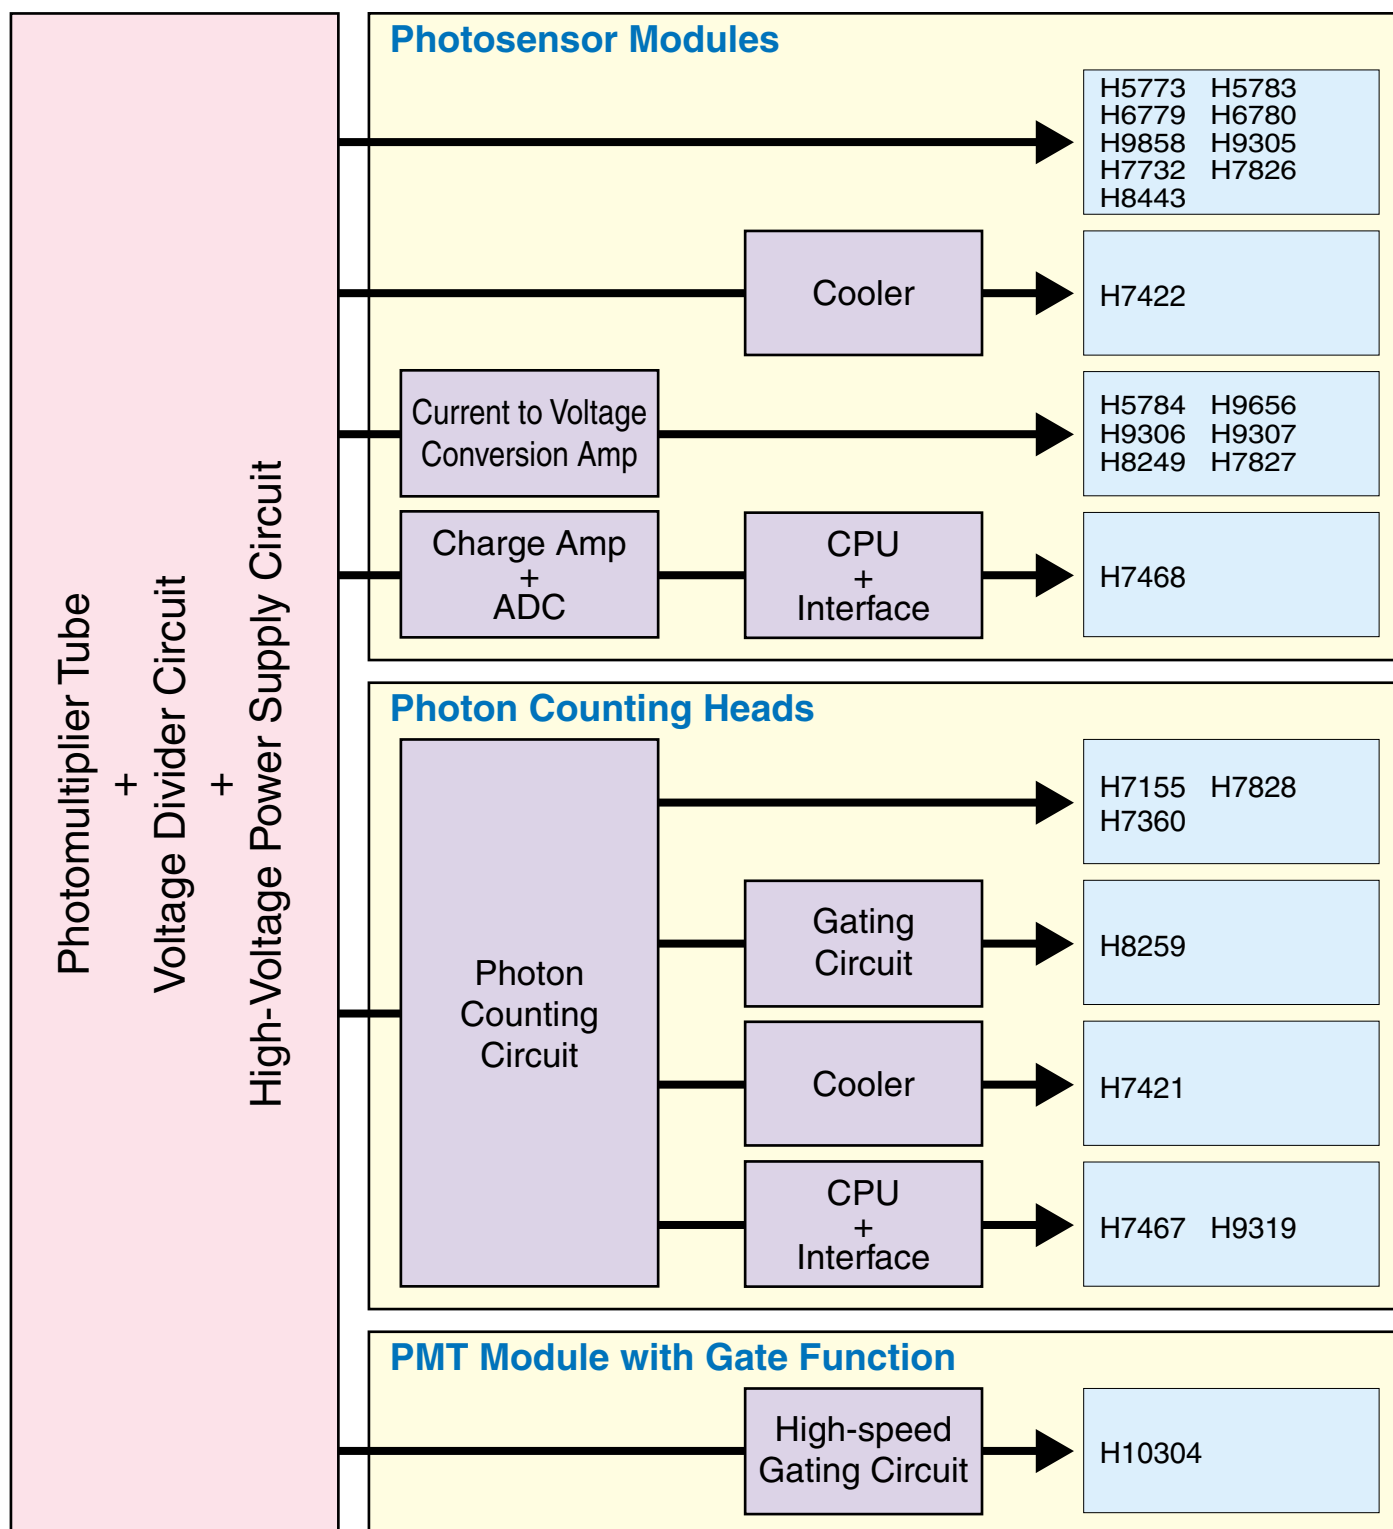 Photomultiplier Tube
+
Voltage Divider Circuit
+
High-Voltage Power Supply Circuit
Photosensor Modules
H5773 H5783
H6779 H6780
H9858 H9305
H7732 H7826
H8443
Cooler
H7422
Current to Voltage
Conversion Amp
H5784 H9656
H9306 H9307
H8249 H7827
Charge Amp
+
ADC
CPU
+
Interface
H7468
Photon Counting Heads
Photon
Counting
Circuit
H7155 H7828
H7360
Gating
Circuit
H8259
Cooler
H7421
CPU
+
Interface
H7467 H9319
PMT Module with Gate Function
High-speed
Gating Circuit
H10304